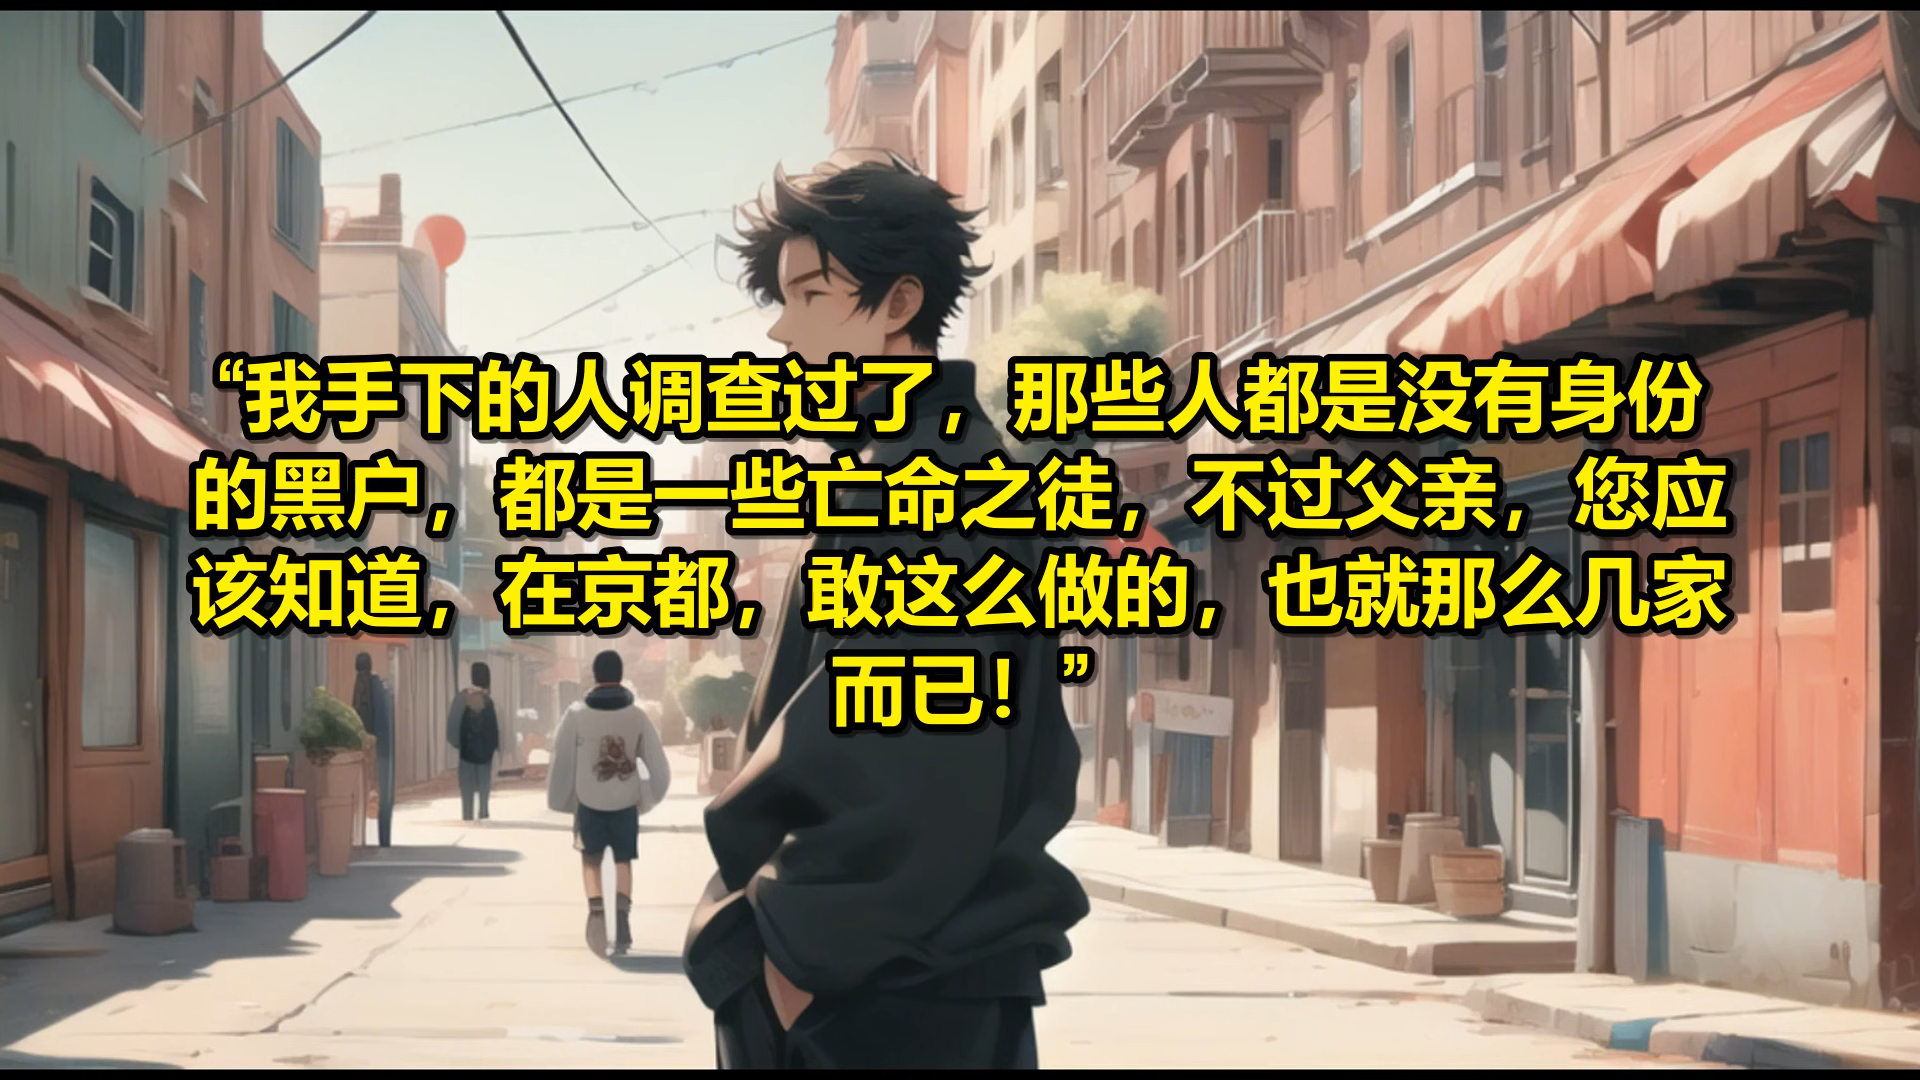 “我手下的人调查过了，那些人都是没有身份
的黑户，都是一些亡命之徒，不过父亲，您应
该知道，在京都，敢这么做的，也就那么几家
而已！”